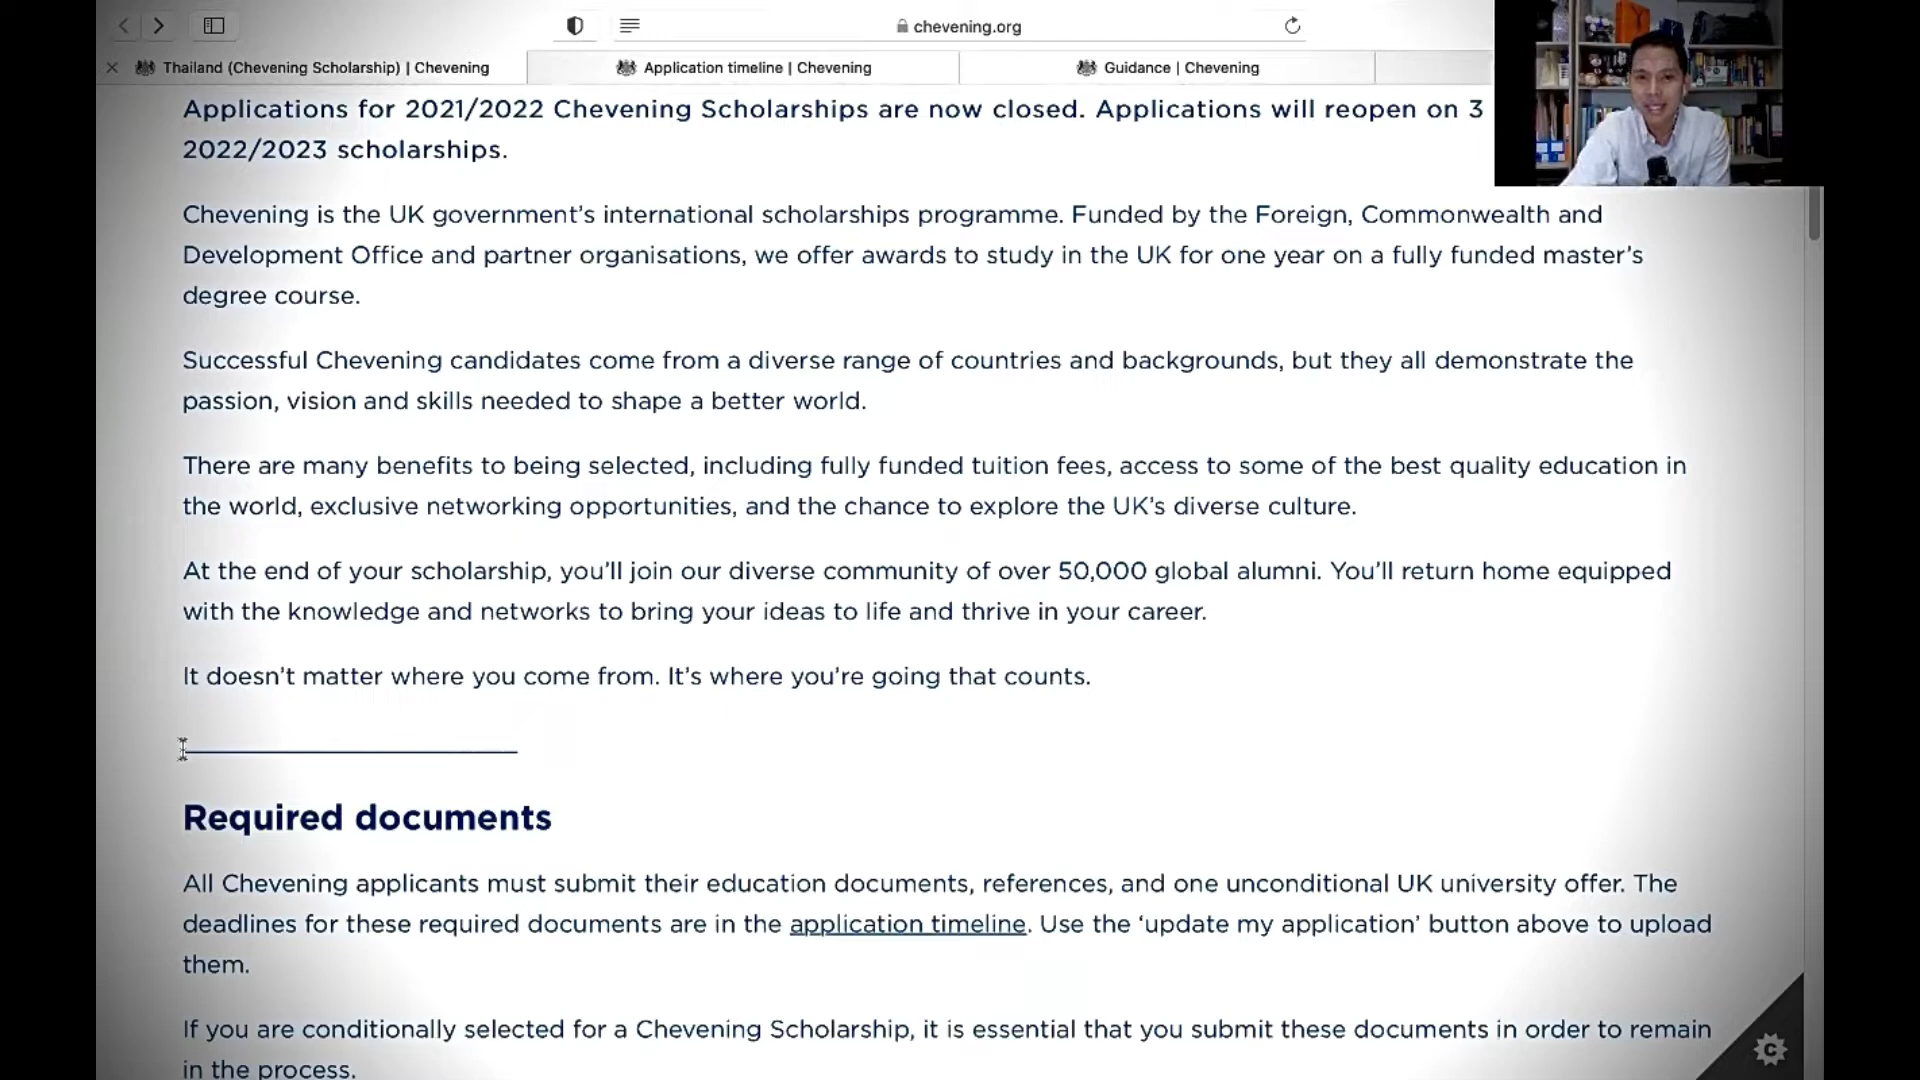 chevening.org
Thailand (Chevening Scholarship) | Chevening
Application timeline | Chevening
Guidance | Chevening
Applications for 2021/2022 Chevening Scholarships are now closed. Applications will reopen on 3
2022/2023 scholarships.
Chevening is the UK government’s international scholarships programme. Funded by the Foreign, Commonwealth and
Development Office and partner organisations, we offer awards to study in the UK for one year on a fully funded master’s
degree course.
Successful Chevening candidates come from a diverse range of countries and backgrounds, but they all demonstrate the
passion, vision and skills needed to shape a better world.
There are many benefits to being selected, including fully funded tuition fees, access to some of the best quality education in
the world, exclusive networking opportunities, and the chance to explore the UK’s diverse culture.
At the end of your scholarship, you’ll join our diverse community of over 50,000 global alumni. You’ll return home equipped
with the knowledge and networks to bring your ideas to life and thrive in your career.
It doesn’t matter where you come from. It’s where you’re going that counts.
Required documents
All Chevening applicants must submit their education documents, references, and one unconditional UK university offer. The
deadlines for these required documents are in the application timeline. Use the ‘update my application’ button above to upload
them.
If you are conditionally selected for a Chevening Scholarship, it is essential that you submit these documents in order to remain
in the process.